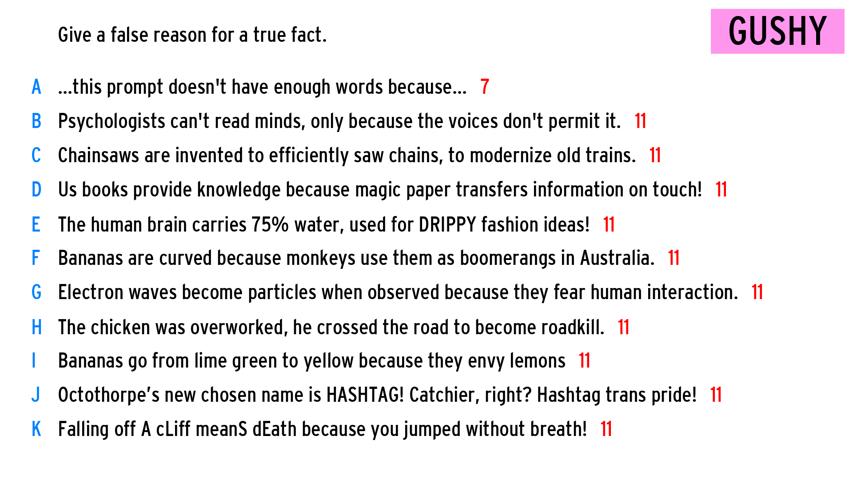 Give a false reason for a true fact.
GUSHY
A ...this prompt doesn't have enough words because... 7
B Psychologists can't read minds, only because the voices don't permit it. 11
C Chainsaws are invented to efficiently saw chains, to modernize old trains. 11
D Us books provide knowledge because magic paper transfers information on touch! 11
E The human brain carries 75% water, used for DRIPPY fashion ideas! 11
F Bananas are curved because monkeys use them as boomerangs in Australia. 11
G Electron waves become particles when observed because they fear human interaction. 11
H The chicken was overworked, he crossed the road to become roadkill. 11
I Bananas go from lime green to yellow because they envy lemons 11
J Octothorpe’s new chosen name is HASHTAG! Catchier, right? Hashtag trans pride! 11
K Falling off A cLiff meanS dEath because you jumped without breath! 11